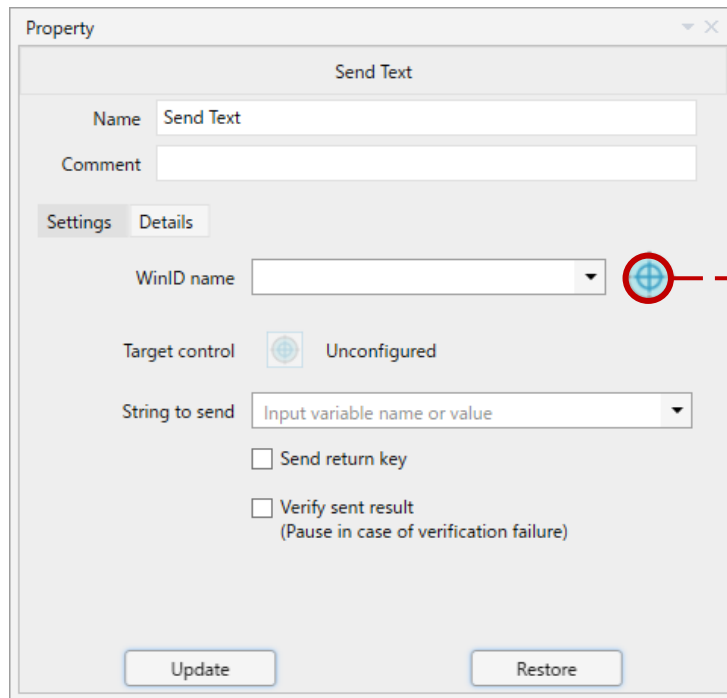 Property
Send Text
Name Send Text
Comment
Settings Details
WinID name
Target control Unconfigured
String to send Input variable name or value
Send return key
Verify sent result
(Pause in case of verification failure)
Update Restore